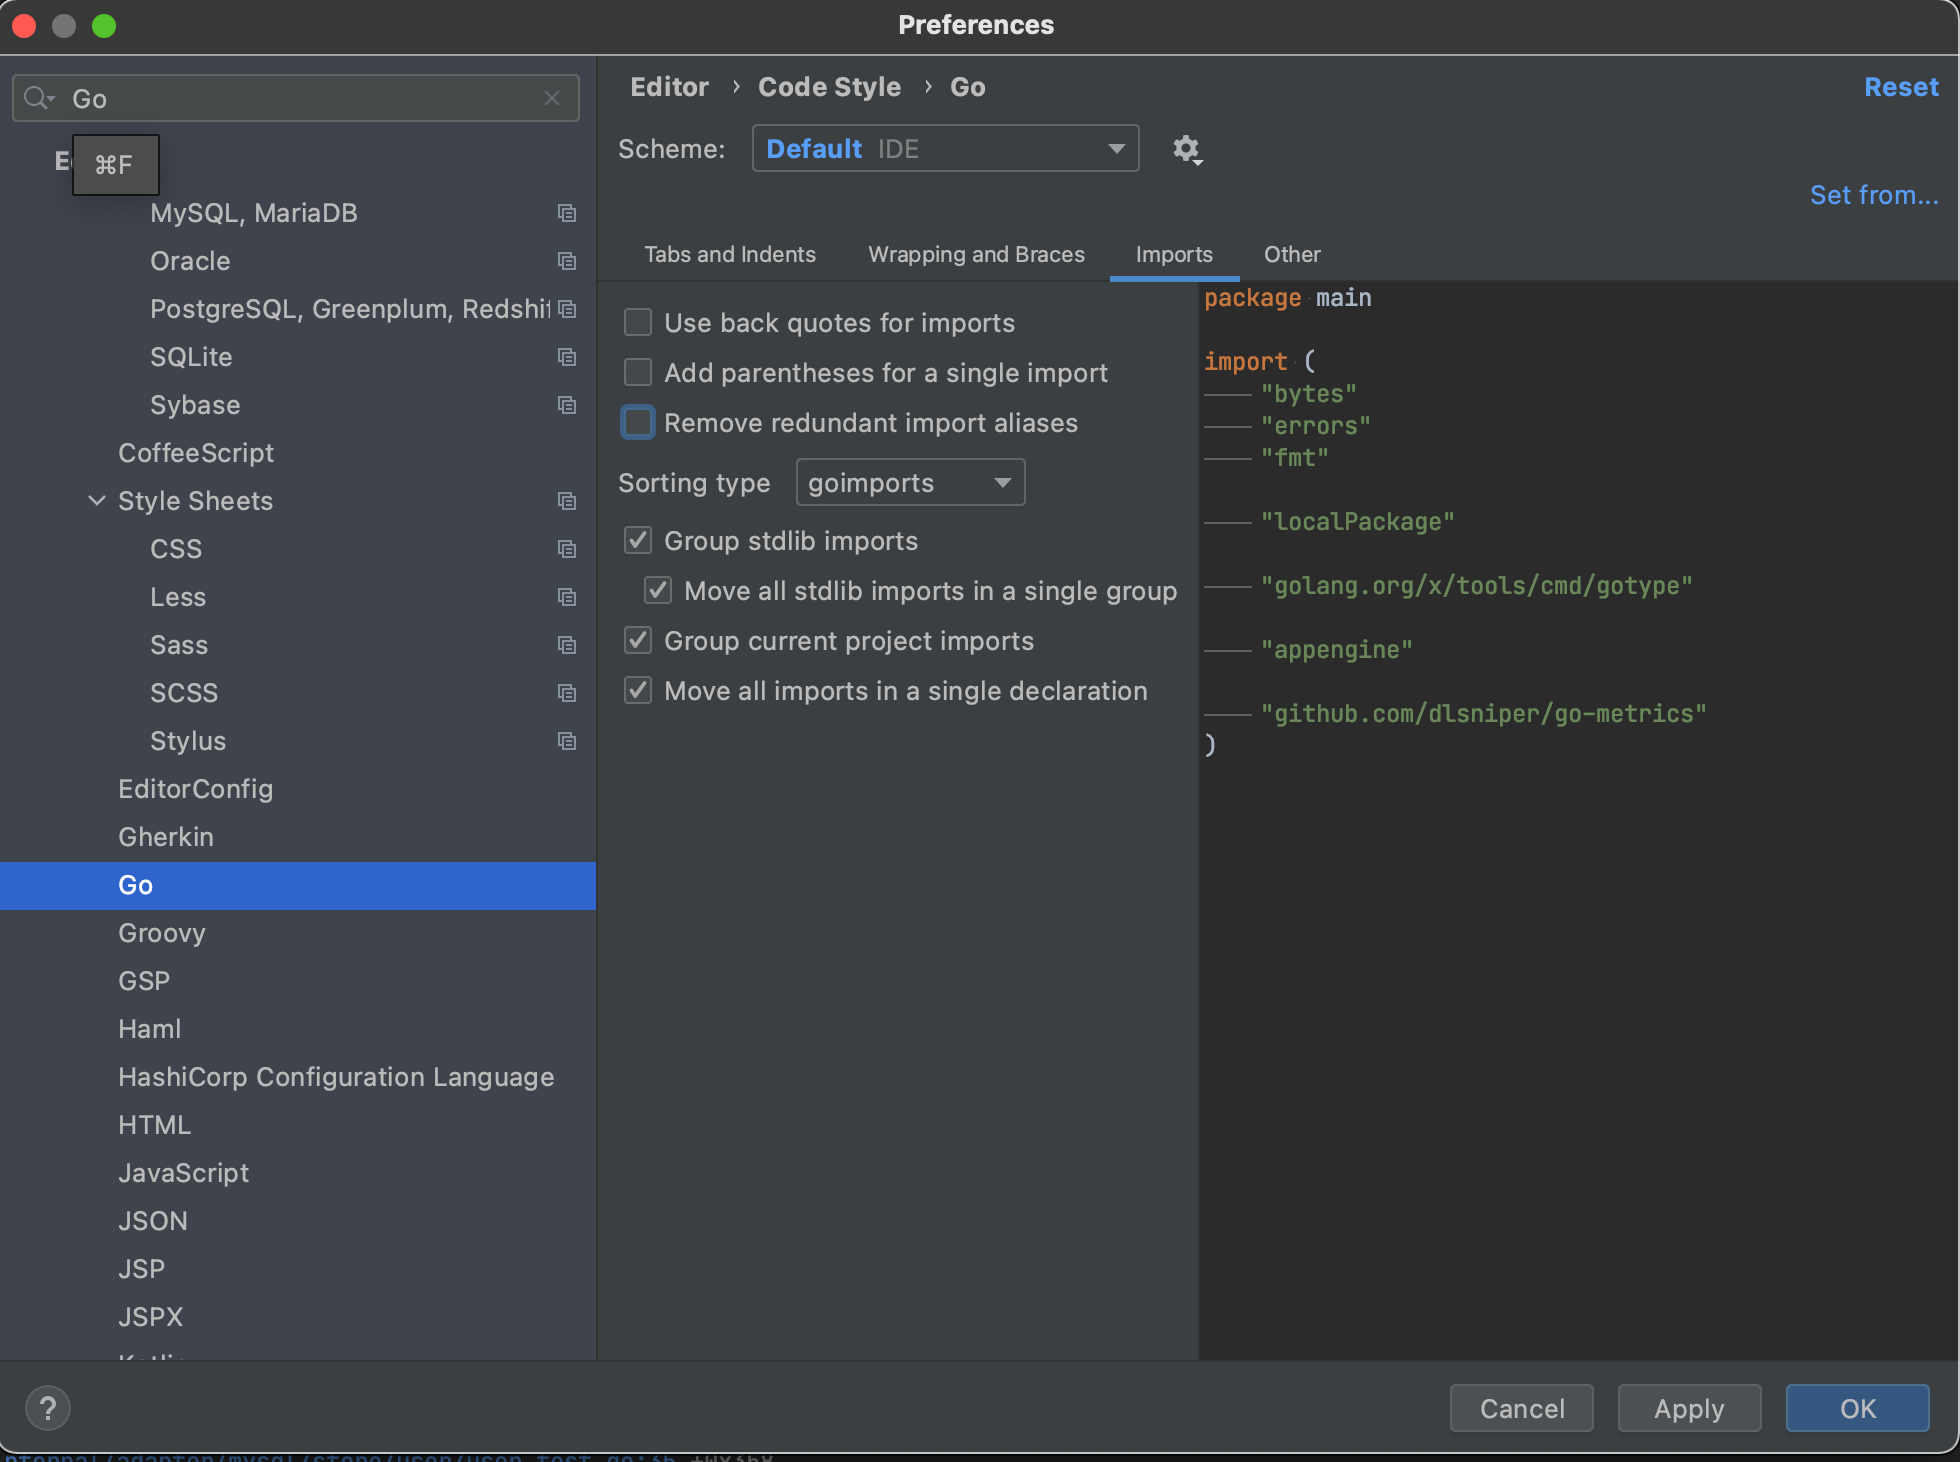 Preferences
Go
⌘F
MySQL, MariaDB
Oracle
PostgreSQL, Greenplum, Redshif
SQLite
Sybase
CoffeeScript
Style Sheets
CSS
Less
Sass
SCSS
Stylus
EditorConfig
Gherkin
Go
Groovy
GSP
Haml
HashiCorp Configuration Language
HTML
JavaScript
JSON
JSP
JSPX
Editor › Code Style › Go
Reset
Scheme: Default IDE
Set from...
Tabs and Indents Wrapping and Braces Imports Other
Use back quotes for imports
Add parentheses for a single import
Remove redundant import aliases
Sorting type goimports
Group stdlib imports
Move all stdlib imports in a single group
Group current project imports
Move all imports in a single declaration
package main
import (
"bytes"
"errors"
"fmt"
"localPackage"
"golang.org/x/tools/cmd/gotype"
"appengine"
"github.com/dlsniper/go-metrics"
)
?
Cancel Apply OK